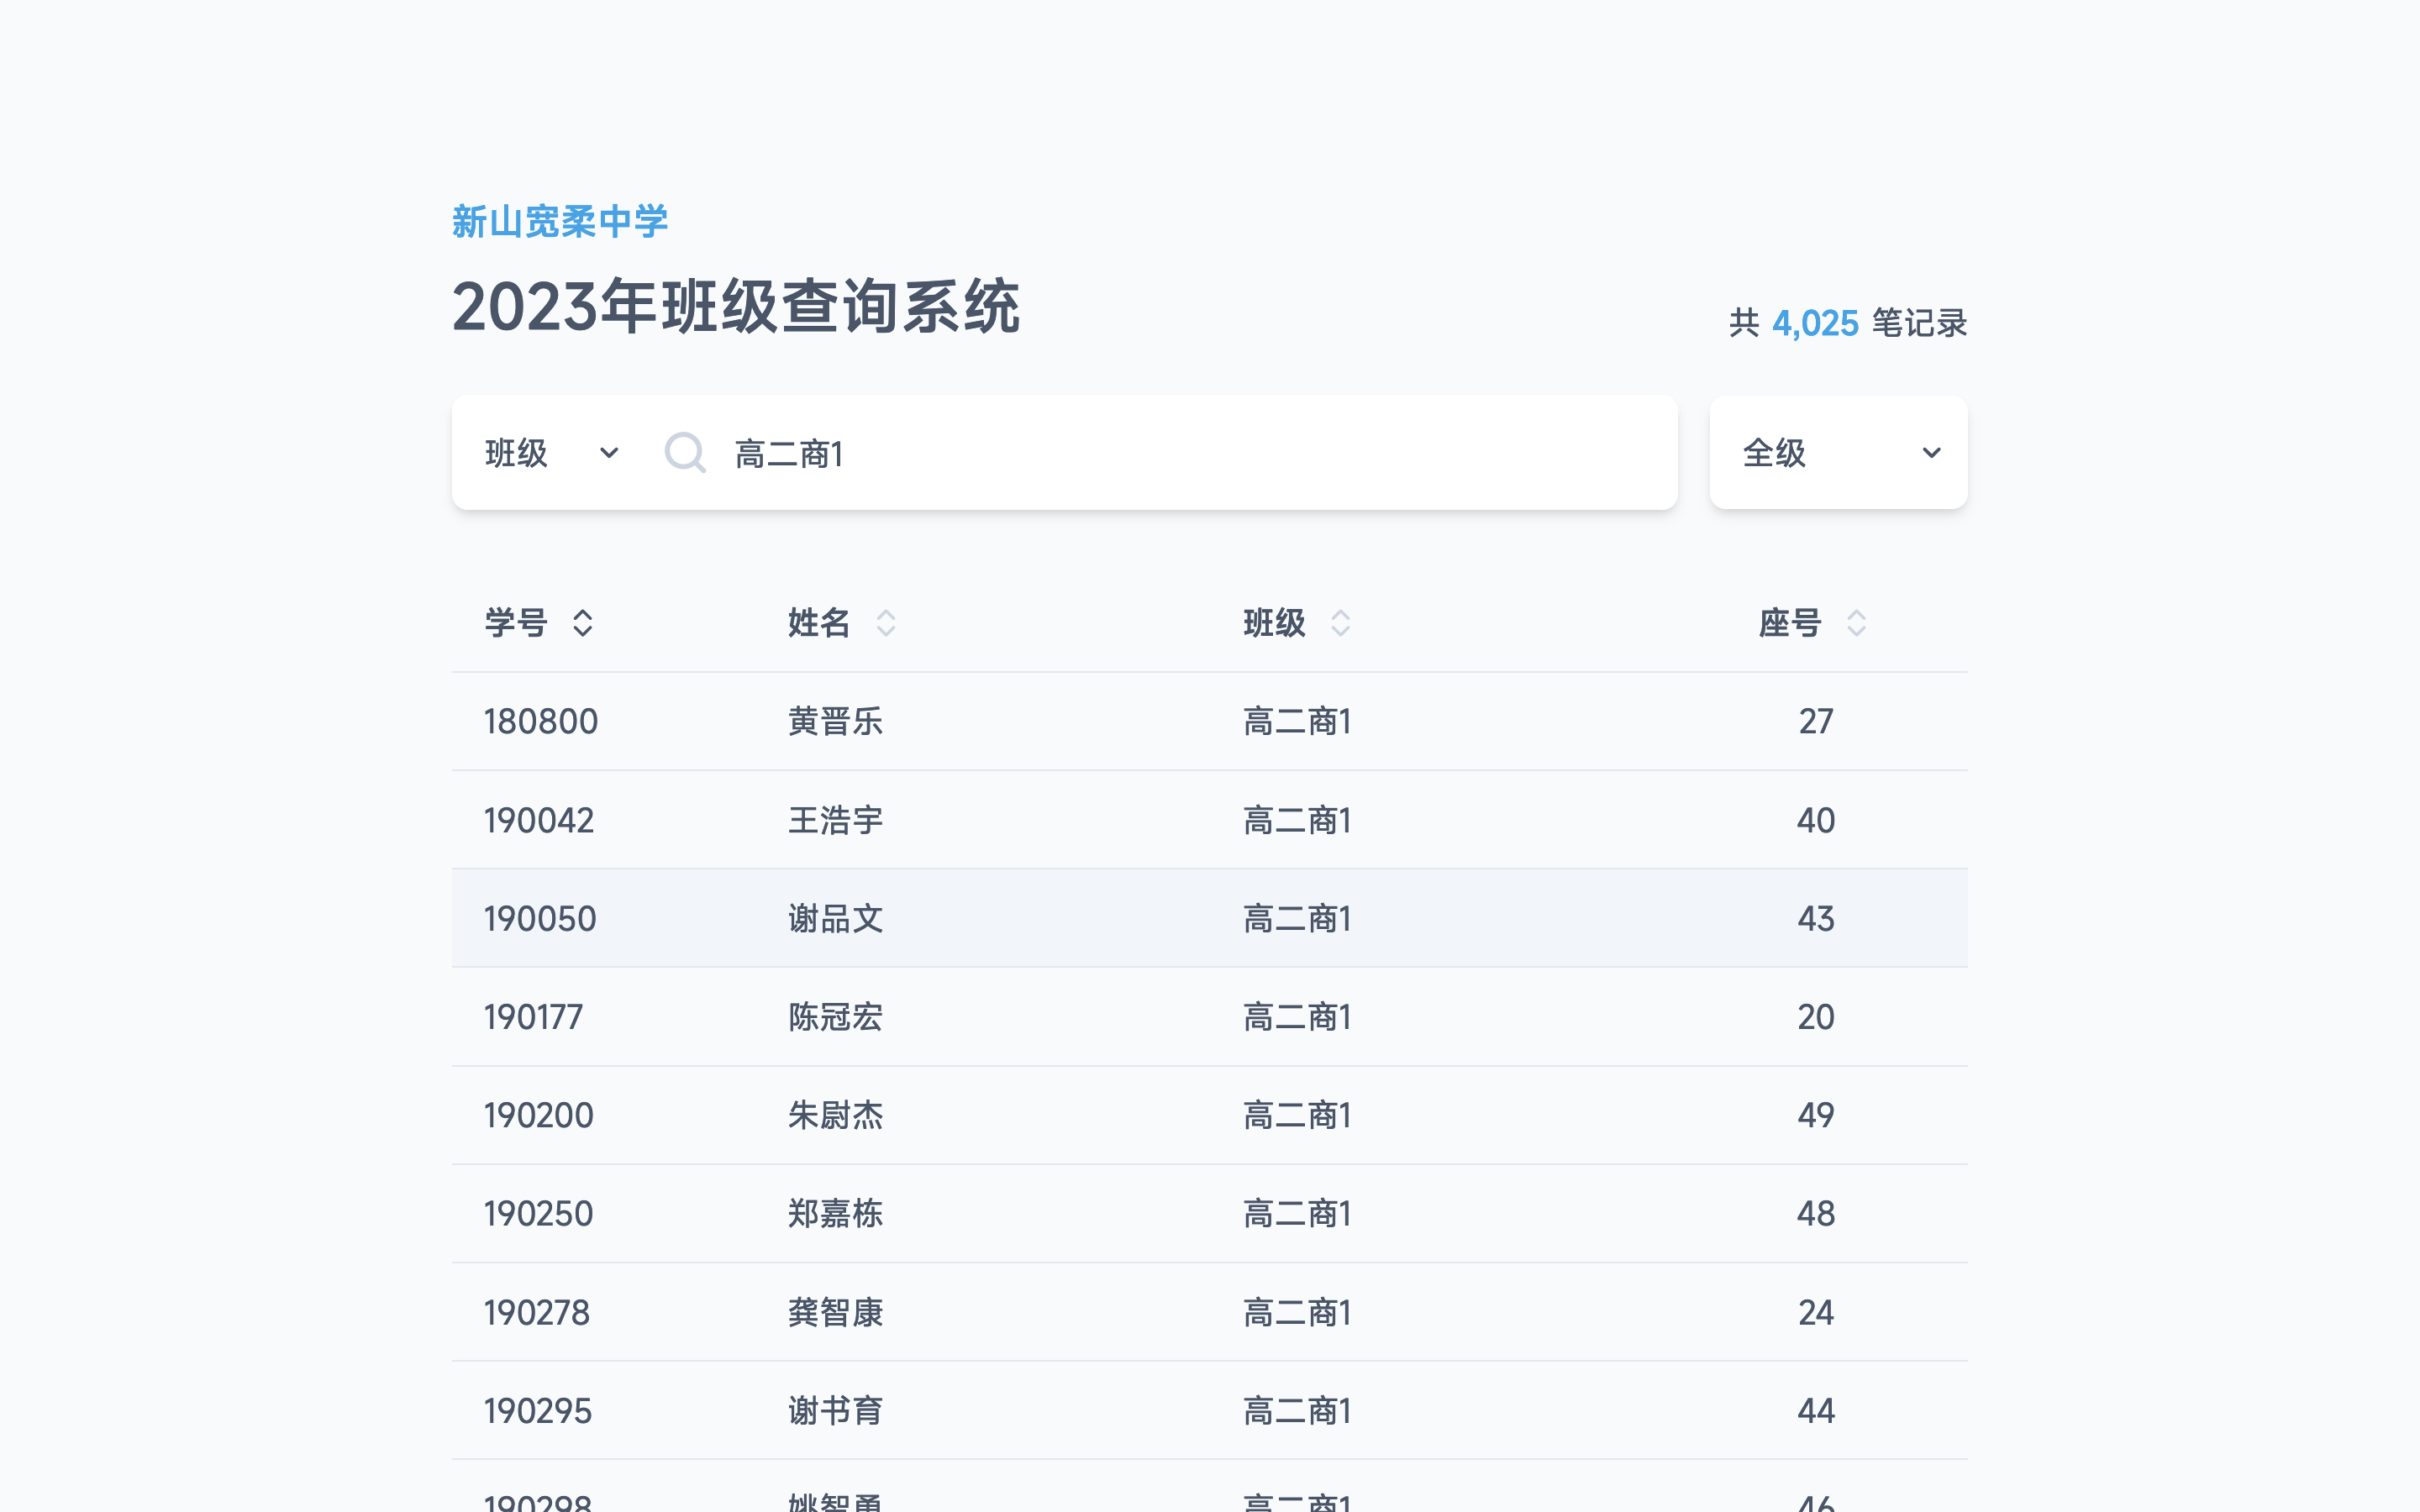 新山宽柔中学
2023年班级查询系统
共 4,025 笔记录
班级 高二商1 全级
学号 姓名 班级 座号
180800 黄晋乐 高二商1 27
190042 王浩宇 高二商1 40
190050 谢品文 高二商1 43
190177 陈冠宏 高二商1 20
190200 朱尉杰 高二商1 49
190250 郑嘉栋 高二商1 48
190278 龚智康 高二商1 24
190295 谢书育 高二商1 44
190298 姚智勇 高二商1 46